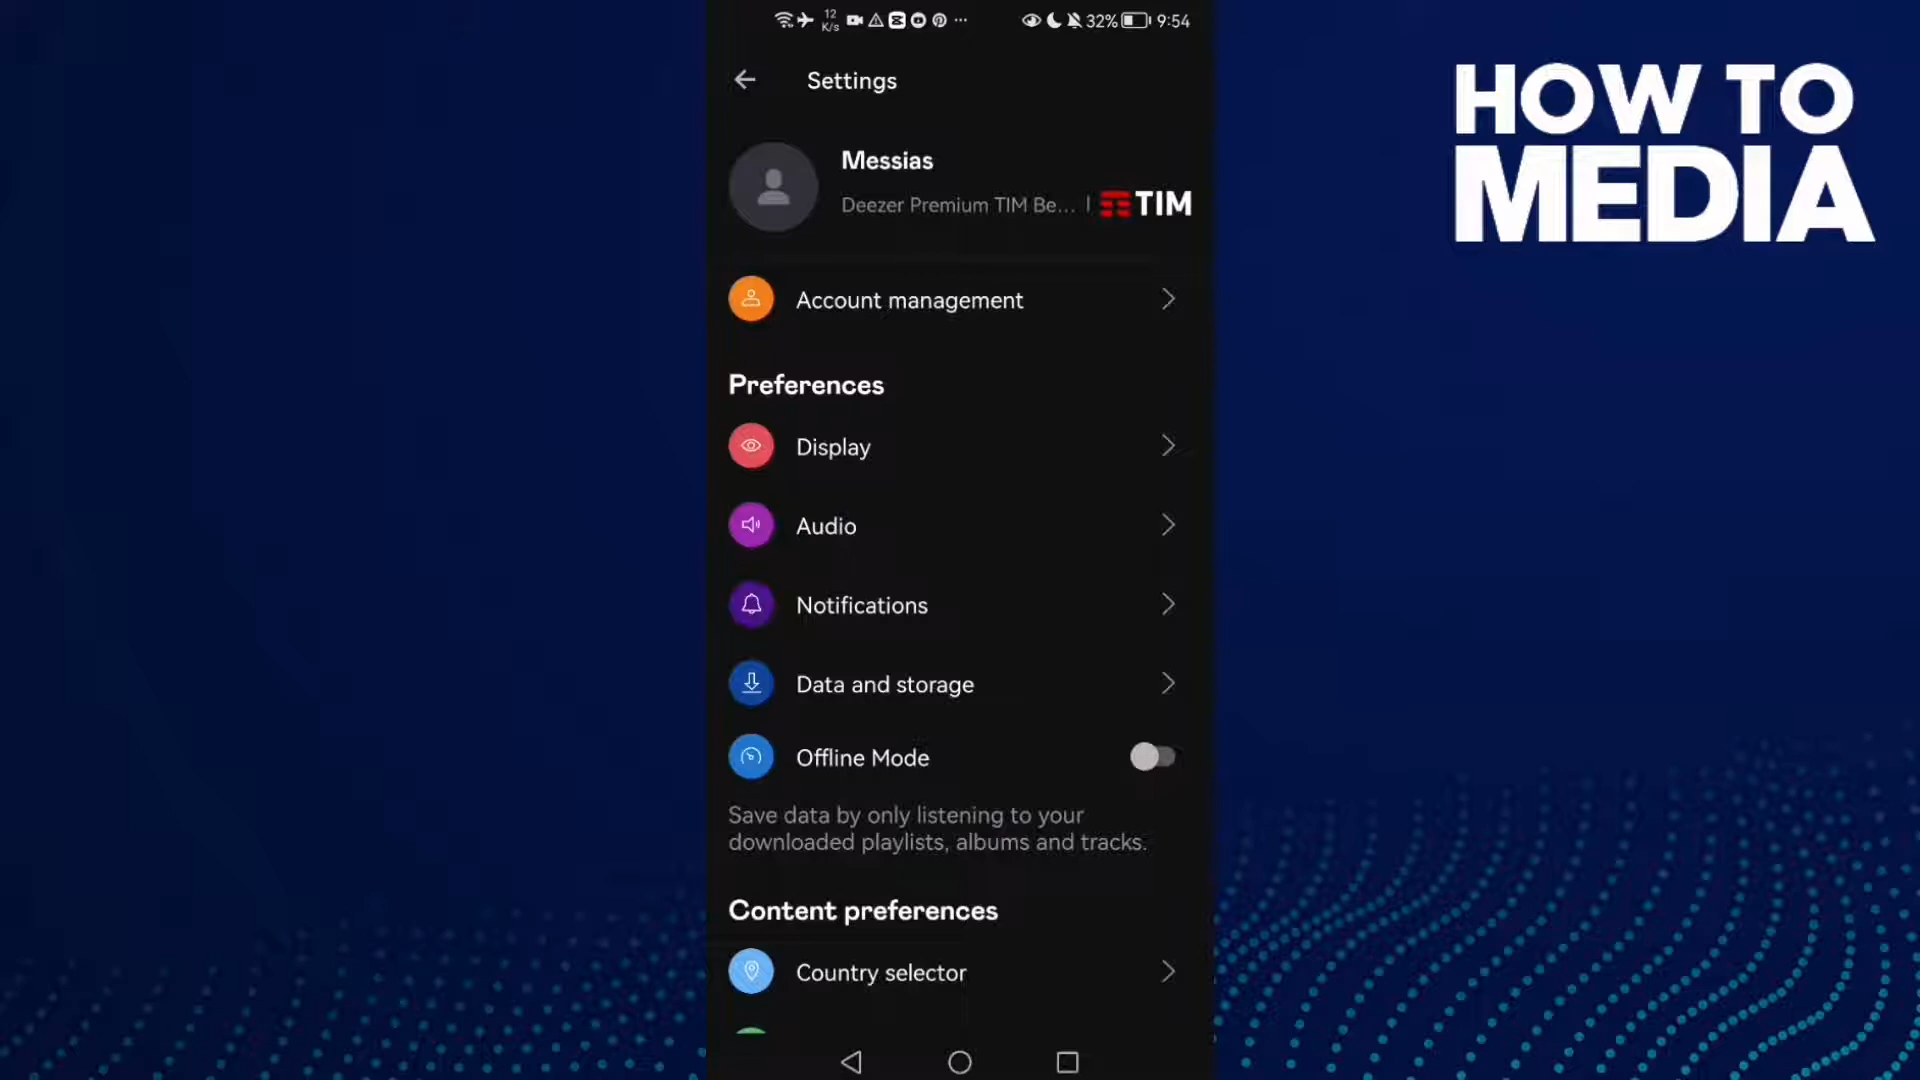 12
K/s
32%
9:54
Settings
Messias
Deezer Premium TIM Be... | TIM
Account management
Preferences
Display
Audio
Notifications
Data and storage
Offline Mode
Save data by only listening to your
downloaded playlists, albums and tracks.
Content preferences
Country selector
HOW TO
MEDIA